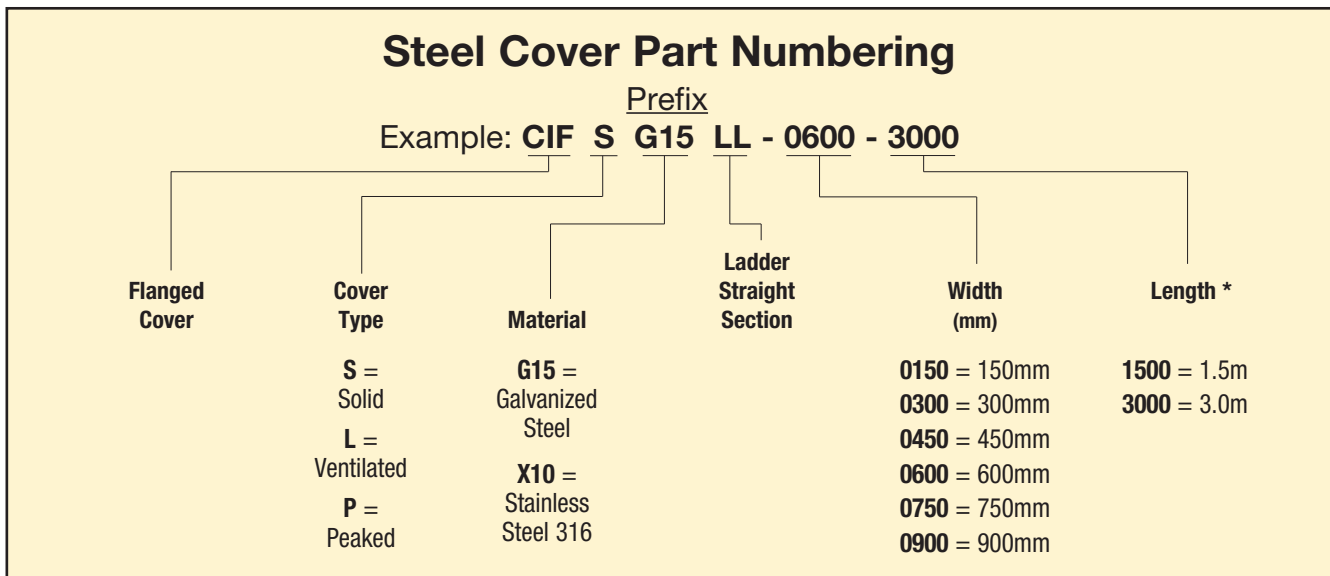 Steel Cover Part Numbering
Prefix
Example: CIF S G15 LL - 0600 - 3000
Flanged
Cover
Cover
Type
S =
Solid
L =
Ventilated
P =
Peaked
Material
G15 =
Galvanized
Steel
X10 =
Stainless
Steel 316
Ladder
Straight
Section
Width
(mm)
0150 = 150mm
0300 = 300mm
0450 = 450mm
0600 = 600mm
0750 = 750mm
0900 = 900mm
Length *
1500 = 1.5m
3000 = 3.0m